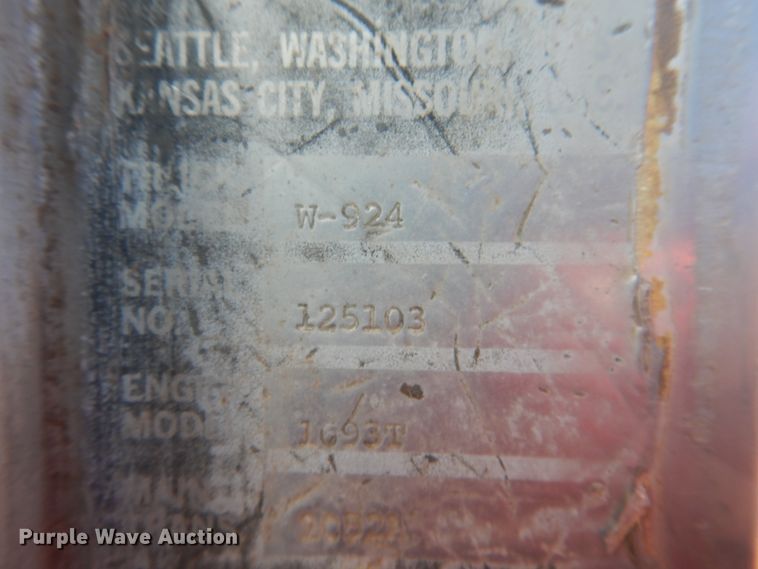 SEATTLE, WASHINGTON
KANSAS CITY, MISSOURI
TRUCK
MODEL W-924
SERIAL
NO. 125103
ENGINE
MODEL 1693T
Purple Wave Auction